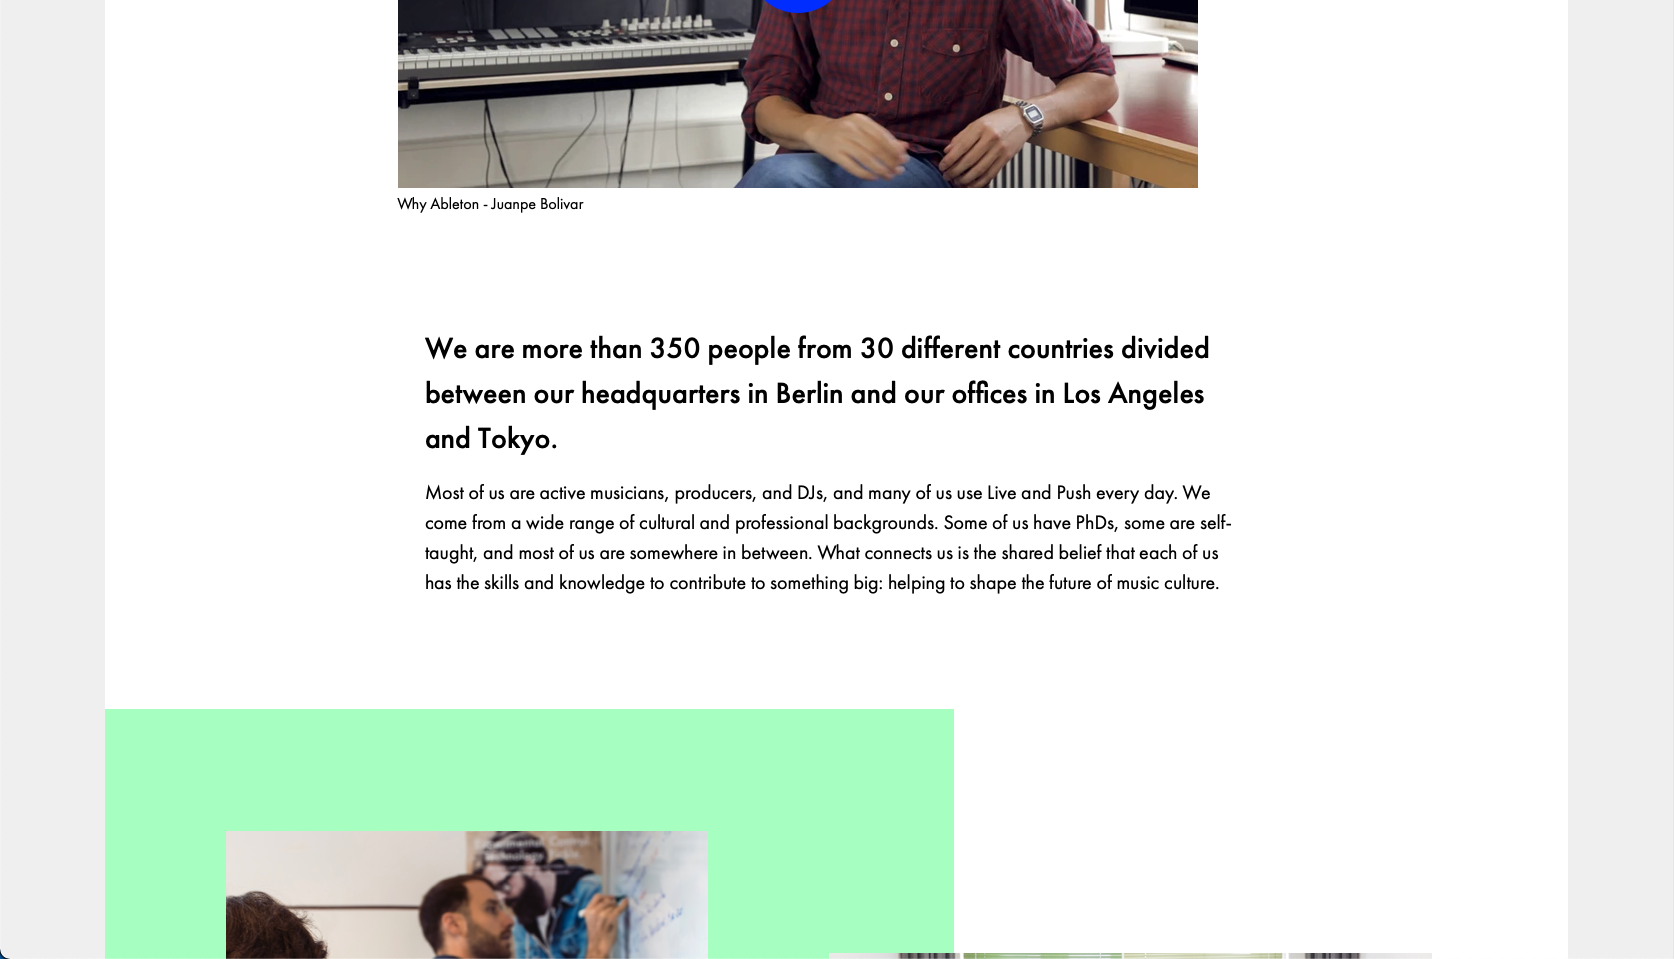 Why Ableton - Juanpe Bolivar
We are more than 350 people from 30 different countries divided
between our headquarters in Berlin and our offices in Los Angeles
and Tokyo.
Most of us are active musicians, producers, and DJs, and many of us use Live and Push every day. We
come from a wide range of cultural and professional backgrounds. Some of us have PhDs, some are self-
taught, and most of us are somewhere in between. What connects us is the shared belief that each of us
has the skills and knowledge to contribute to something big: helping to shape the future of music culture.